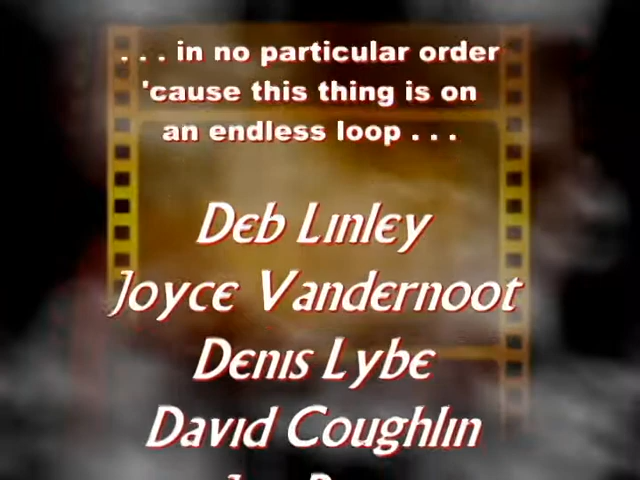 . . . in no particular order
'cause this thing is on
an endless loop . . .
Deb Linley
Joyce Vandernoot
Denis Lybe
David Coughlin